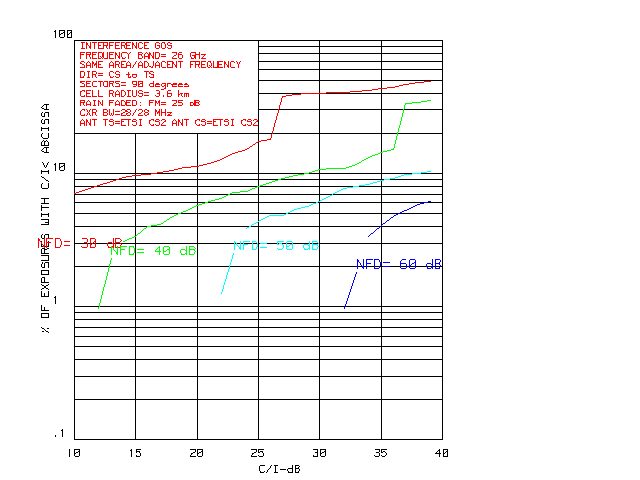 100
INTERFERENCE GOS
FREQUENCY BAND= 26 GHz
SAME AREA/ADJACENT FREQUENCY
DIR= CS to TS
SECTORS= 90 degrees
CELL RADIUS= 3.6 km
RAIN FADED: FM= 25 dB
CXR BW=28/28 MHz
ANT TS=ETSI CS2 ANT CS=ETSI CS2
10
% OF EXPOSURES WITH C/I< ABCISSA
NFD= 30 dB
NFD= 40 dB
NFD= 50 dB
NFD= 60 dB
1
.1
10 15 20 25 30 35 40
C/I-dB